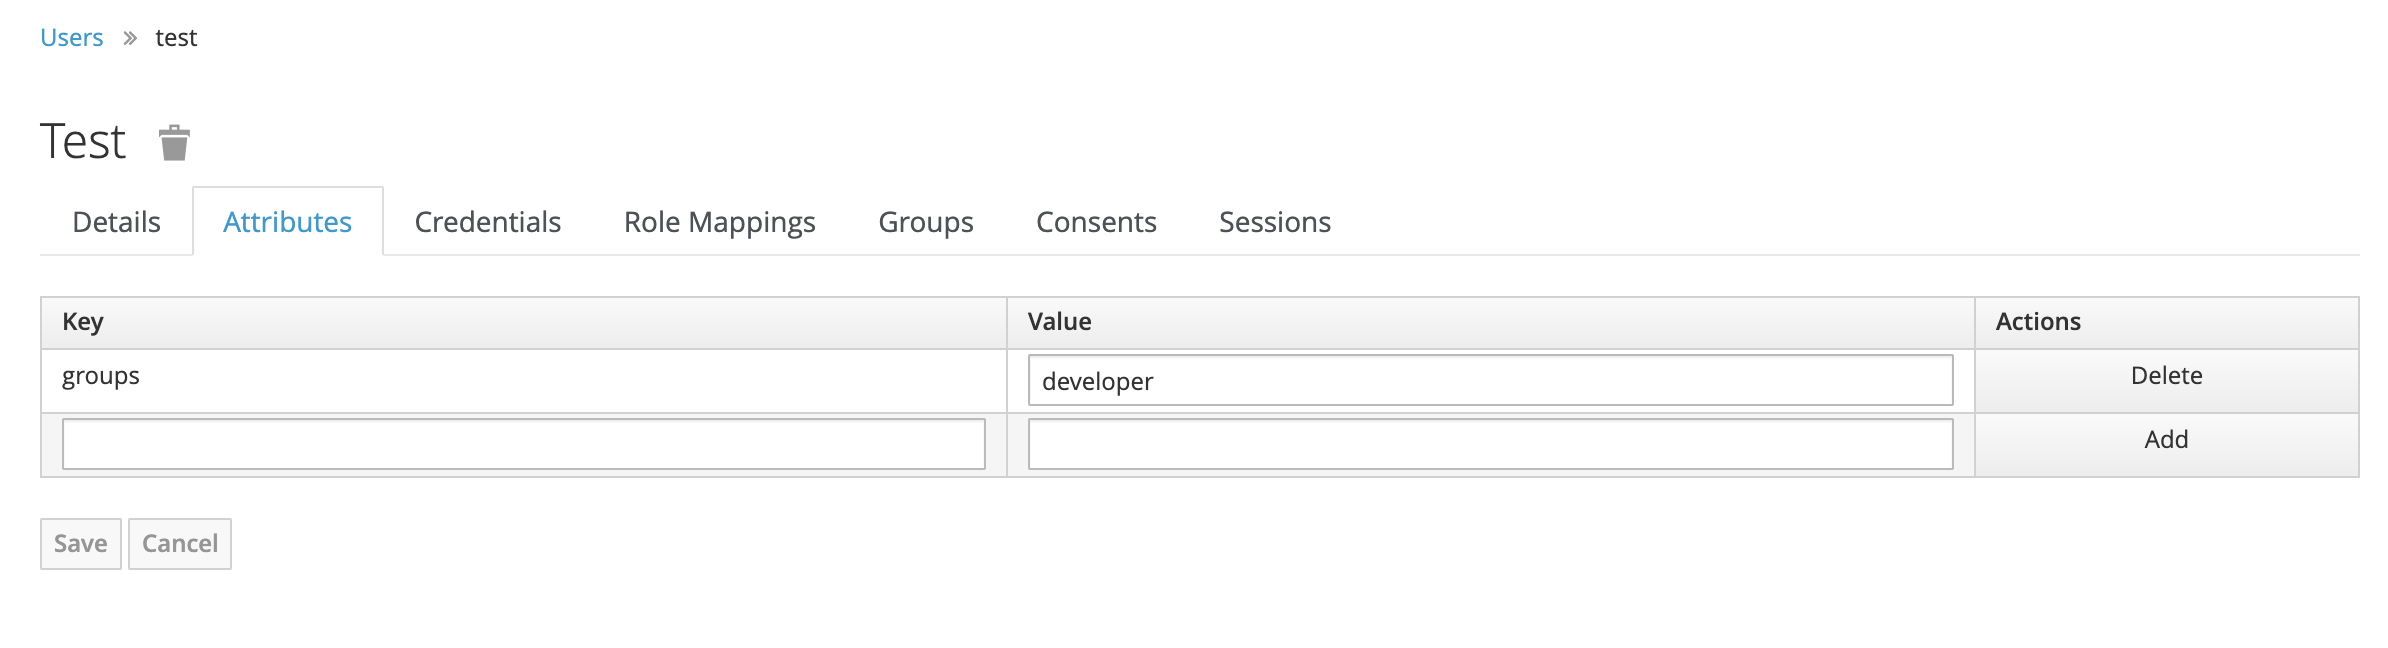 Users » test
Test
Details Attributes Credentials Role Mappings Groups Consents Sessions
Key Value Actions
groups developer Delete
Add
Save Cancel